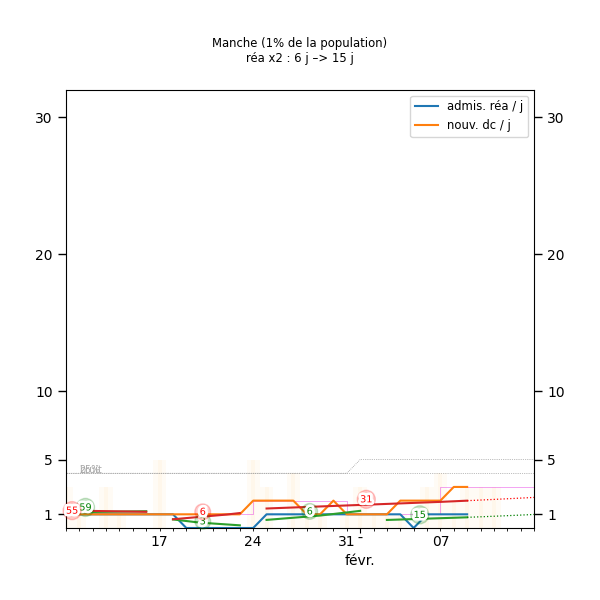 Manche (1% de la population)
réa x2 : 6 j –> 15 j
admis. réa / j
nouv. dc / j
30 30
20 20
10 10
5 5
1 1
55 59 6 3 6 31 15
17 24 31 07
févr.